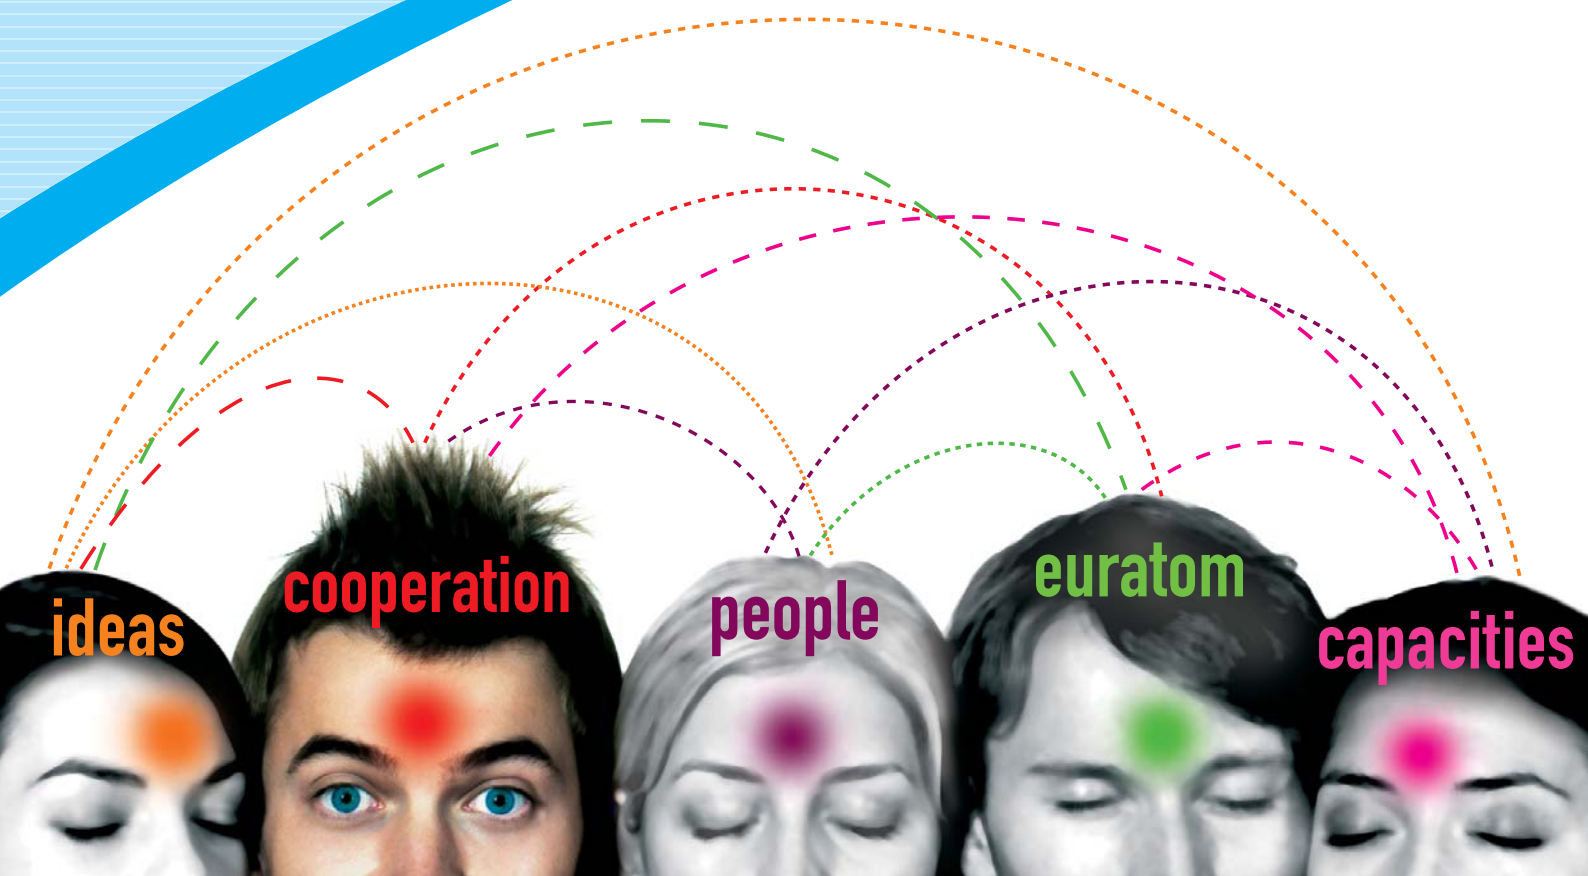 ideas
cooperation
people
euratom
capacities